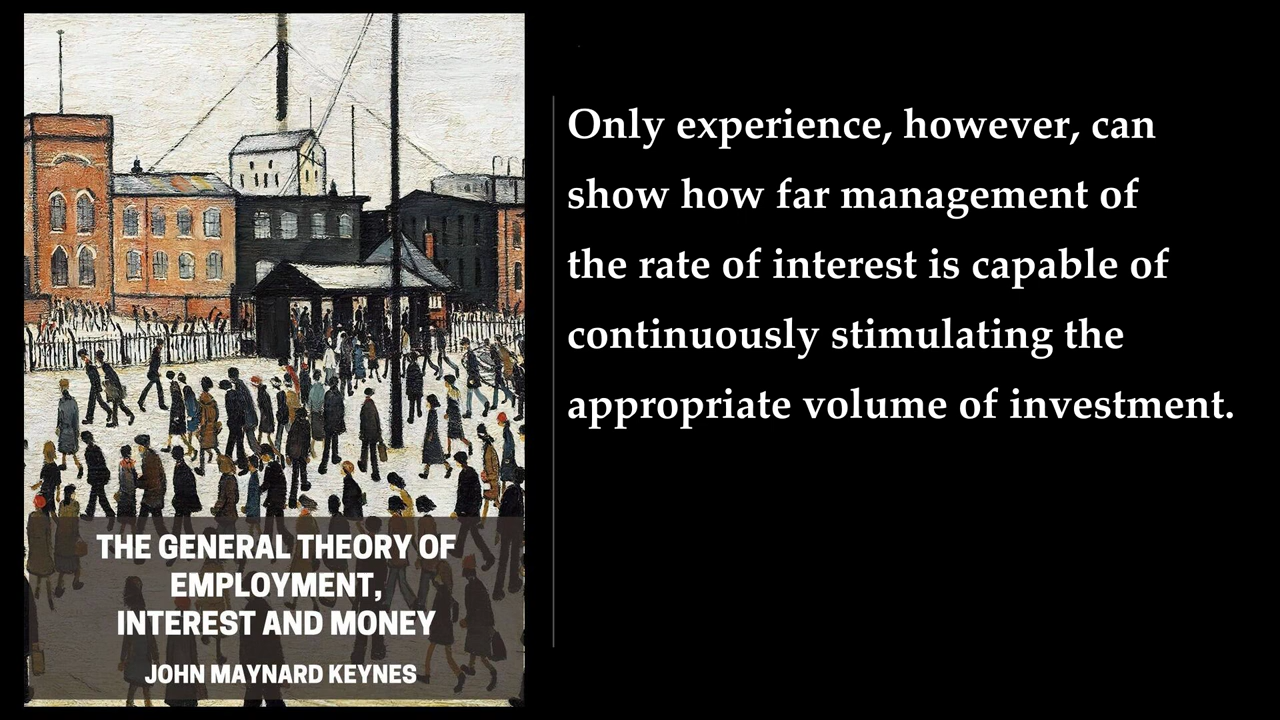 Only experience, however, can
show how far management of
the rate of interest is capable of
continuously stimulating the
appropriate volume of investment.
THE GENERAL THEORY OF
EMPLOYMENT,
INTEREST AND MONEY
JOHN MAYNARD KEYNES